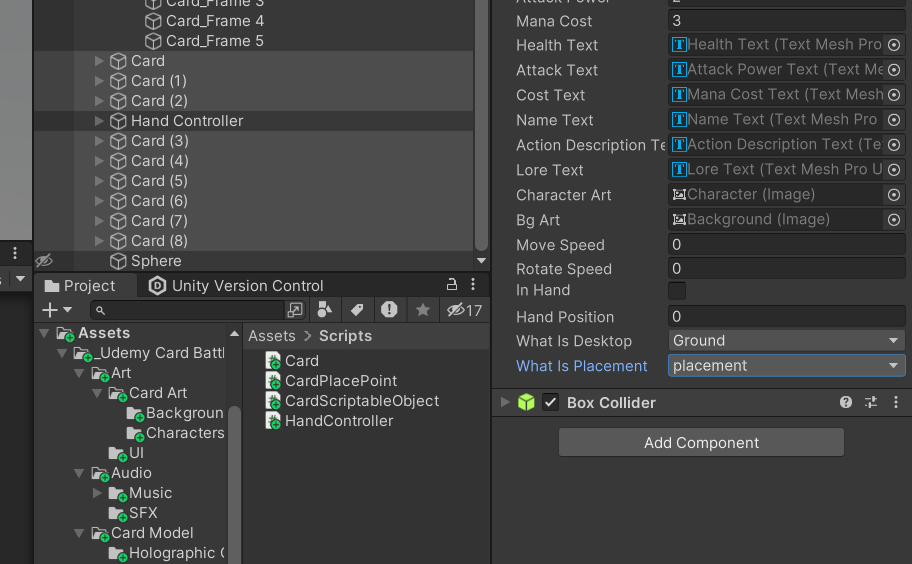 Card_Frame 3
Card_Frame 4
Card_Frame 5
Card
Card (1)
Card (2)
Hand Controller
Card (3)
Card (4)
Card (5)
Card (6)
Card (7)
Card (8)
Sphere
Project
Unity Version Control
17
Assets
_Udemy Card Battl
Art
Card Art
Backgroun
Characters
UI
Audio
Music
SFX
Card Model
Holographic C
Assets > Scripts
Card
CardPlacePoint
CardScriptableObject
HandController
Attack Power 2
Mana Cost 3
Health Text Health Text (Text Mesh Pro
Attack Text Attack Power Text (Text Me
Cost Text Mana Cost Text (Text Mesh
Name Text Name Text (Text Mesh Pro
Action Description Te Action Description Text (Te
Lore Text Lore Text (Text Mesh Pro U
Character Art Character (Image)
Bg Art Background (Image)
Move Speed 0
Rotate Speed 0
In Hand
Hand Position 0
What Is Desktop Ground
What Is Placement placement
Box Collider
Add Component